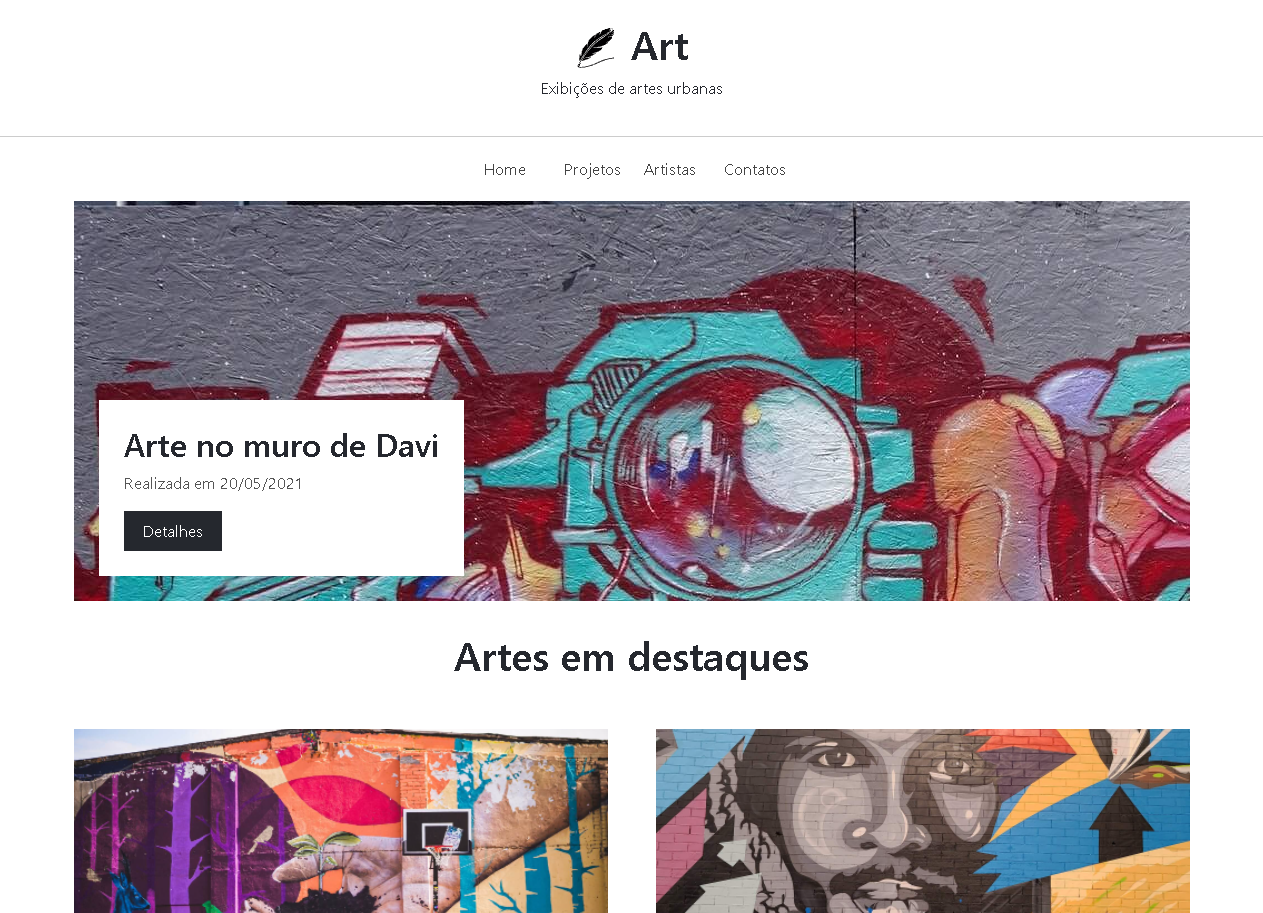 Art
Exibições de artes urbanas
Home Projetos Artistas Contatos
Arte no muro de Davi
Realizada em 20/05/2021
Detalhes
Artes em destaques